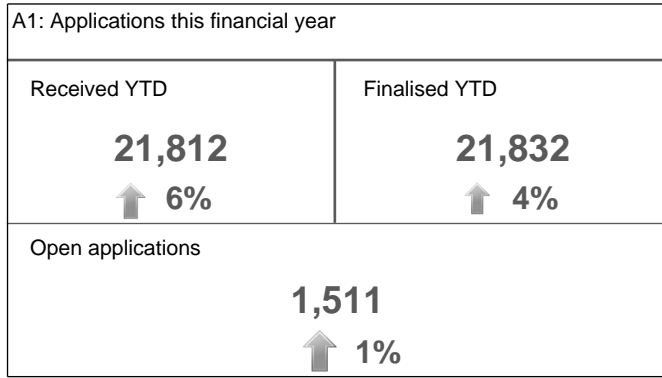 A1: Applications this financial year
Received YTD
21,812
6%
Finalised YTD
21,832
4%
Open applications
1,511
1%